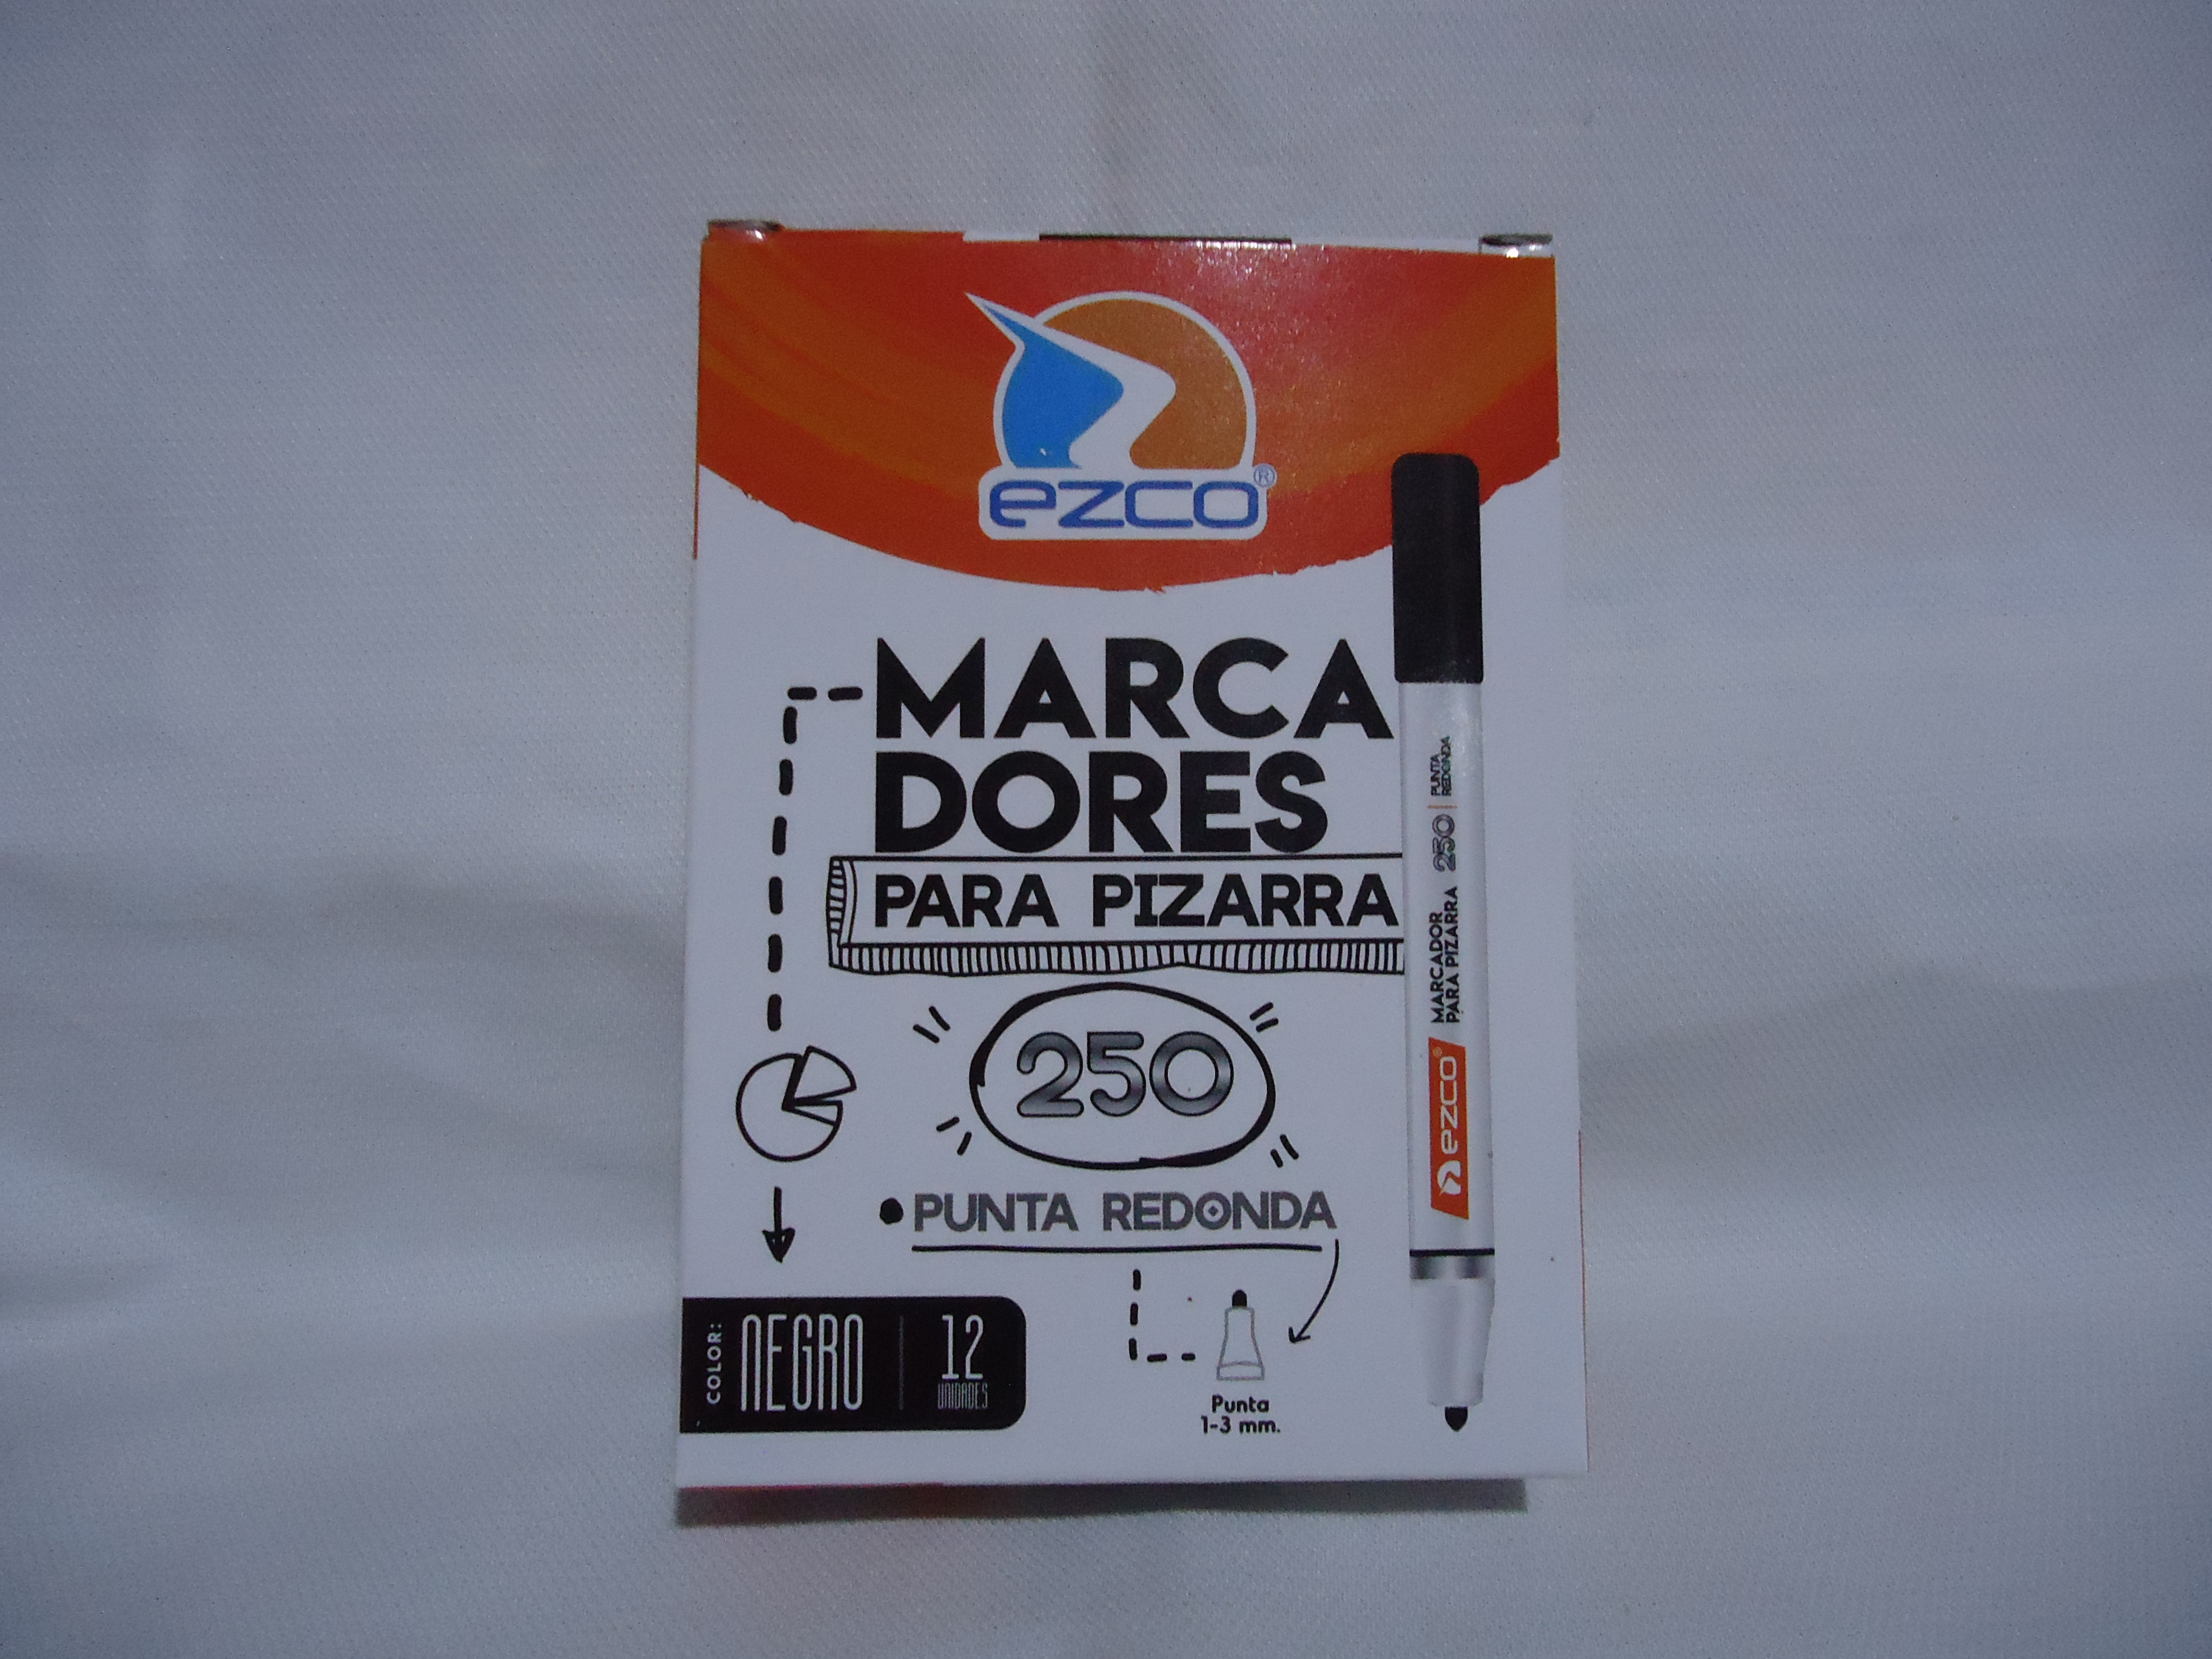 ezco®
MARCA
DORES
PARA PIZARRA
250
PUNTA REDONDA
COLOR:
NEGRO
12
UNIDADES
Punta
1-3 mm.
ezco®
MARCADOR
PARA PIZARRA
250
PUNTA
REDONDA